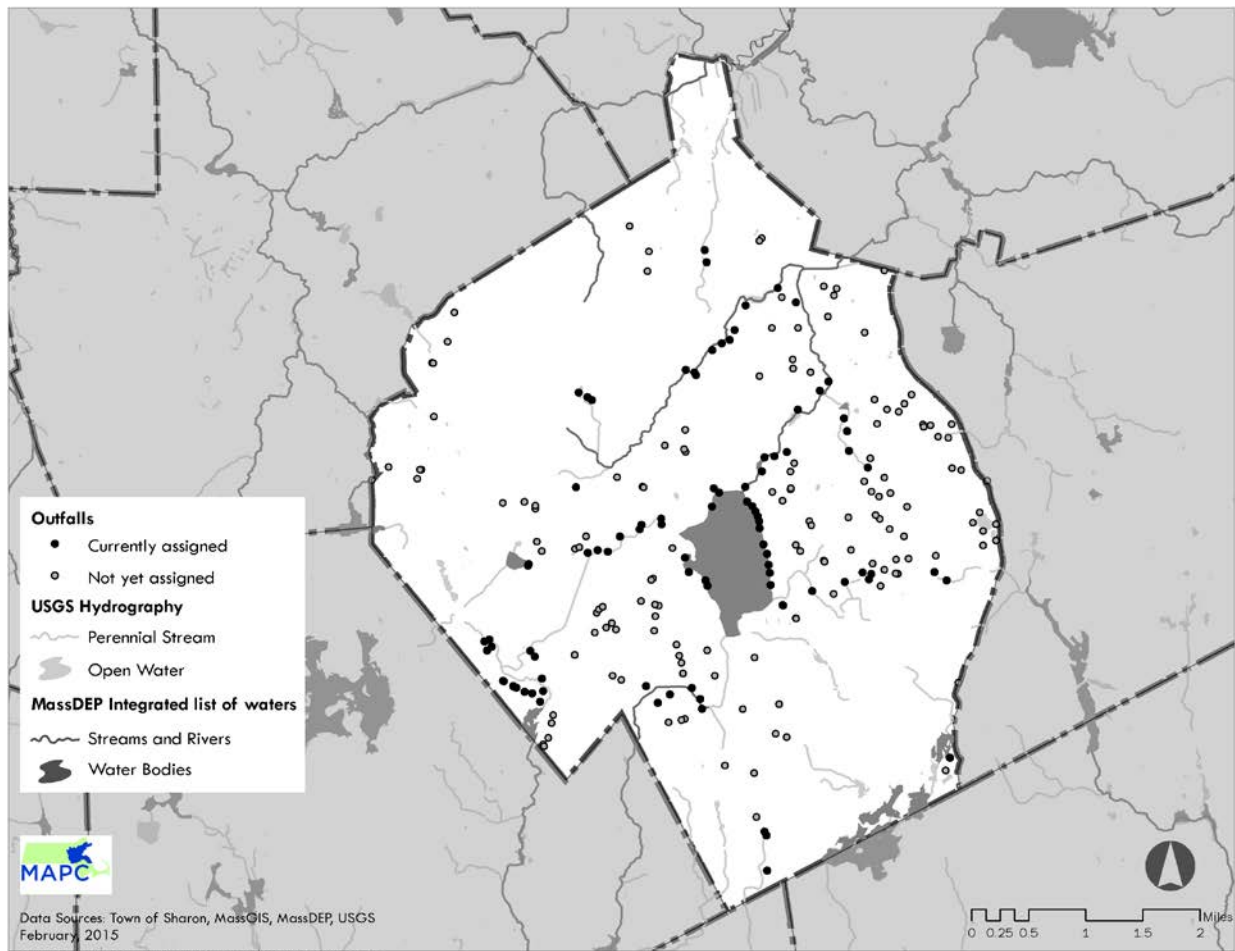 Outfalls
Currently assigned
Not yet assigned
USGS Hydrography
Perennial Stream
Open Water
MassDEP Integrated list of waters
Streams and Rivers
Water Bodies
MAPC
Data Sources: Town of Sharon, MassGIS, MassDEP, USGS
February, 2015
Miles
0 0.25 0.5 1 1.5 2